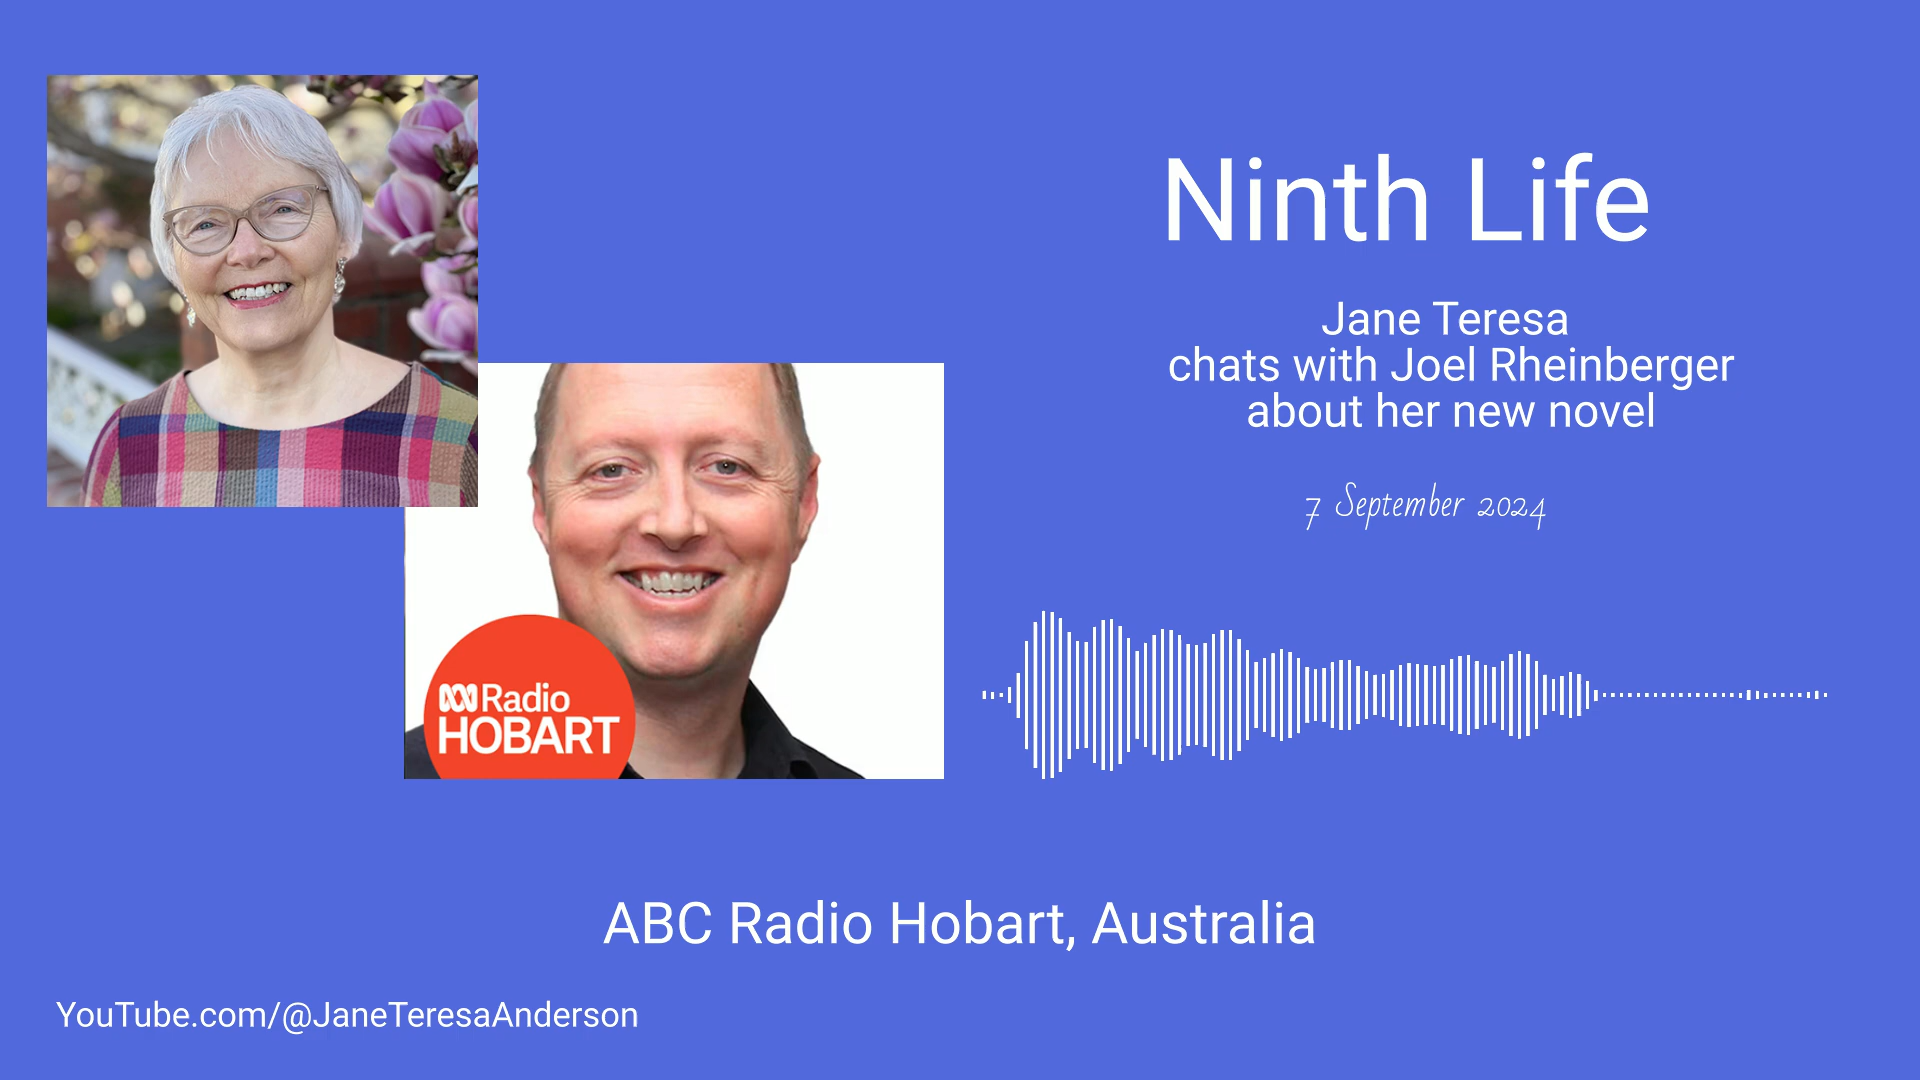 Ninth Life
Jane Teresa
chats with Joel Rheinberger
about her new novel
7 September 2024
Radio
HOBART
ABC Radio Hobart, Australia
YouTube.com/@JaneTeresaAnderson